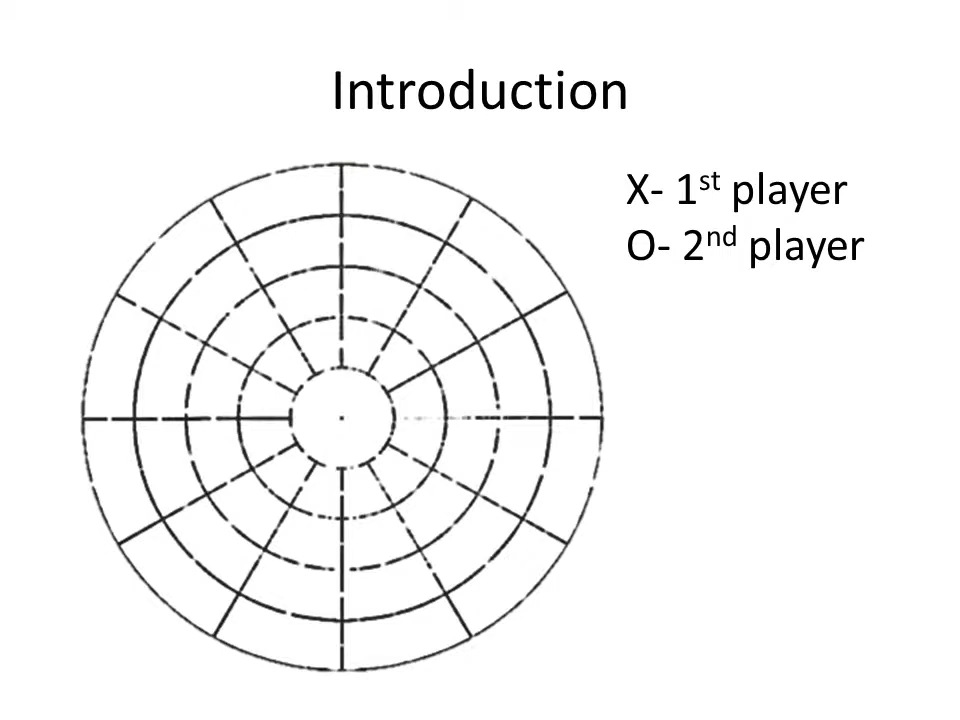 Introduction
X- 1st player
O- 2nd player